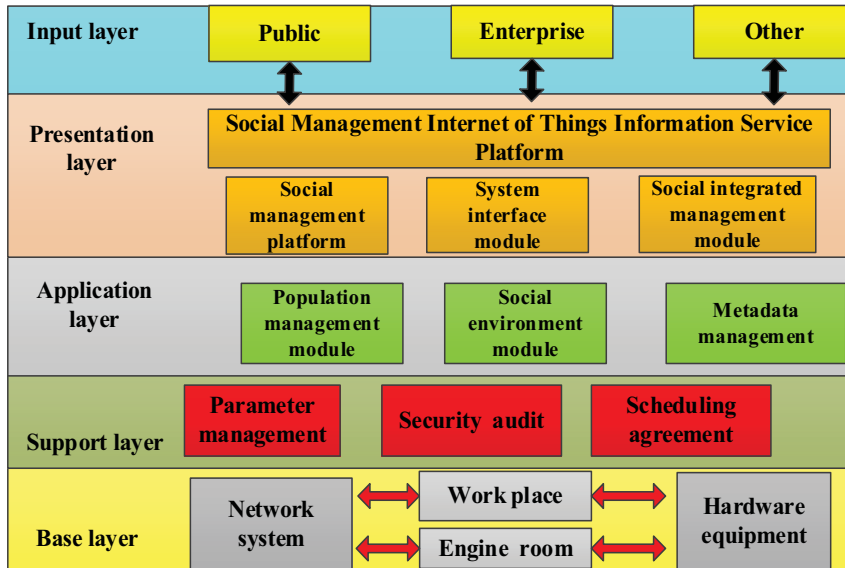 Input layer
Public
Enterprise
Other
Presentation
layer
Social Management Internet of Things Information Service
Platform
Social
management
platform
System
interface
module
Social integrated
management
module
Application
layer
Population
management
module
Social
environment
module
Metadata
management
Support layer
Parameter
management
Security audit
Scheduling
agreement
Base layer
Network
system
Work place
Engine room
Hardware
equipment